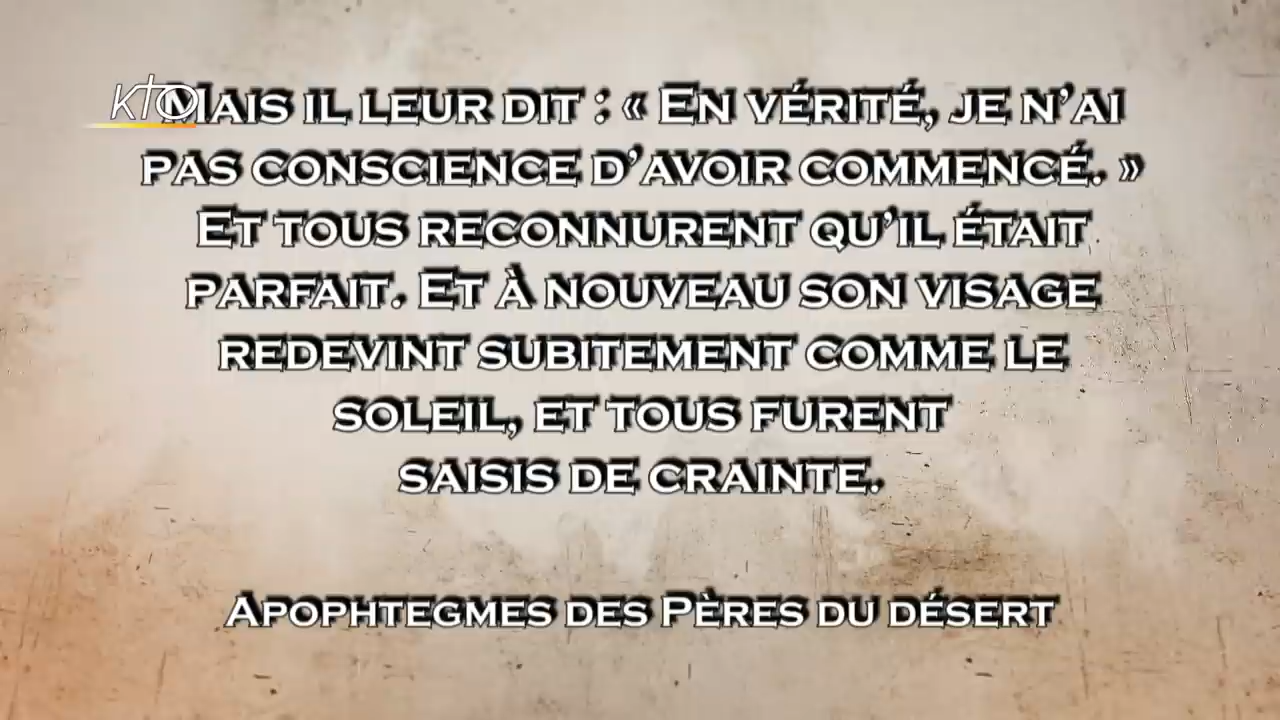 KTO
Mais il leur dit : « En vérité, je n’ai
pas conscience d’avoir commencé. »
Et tous reconnurent qu’il était
parfait. Et à nouveau son visage
redevint subitement comme le
soleil, et tous furent
saisis de crainte.
Apophtegmes des Pères du désert